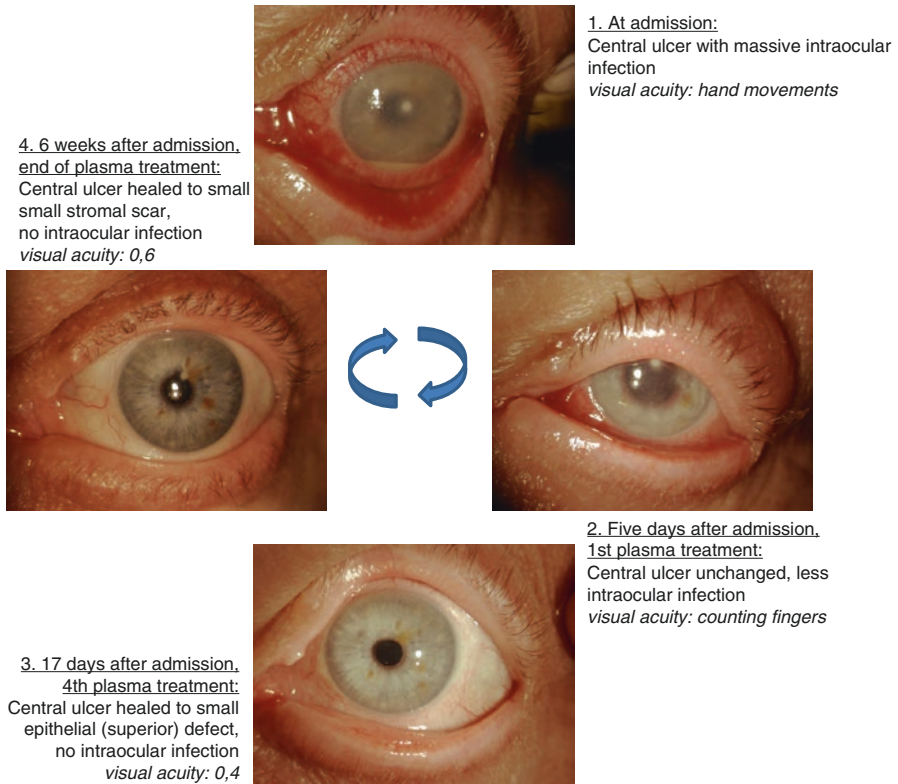 1. At admission:
Central ulcer with massive intraocular
infection
visual acuity: hand movements
2. Five days after admission,
1st plasma treatment:
Central ulcer unchanged, less
intraocular infection
visual acuity: counting fingers
3. 17 days after admission,
4th plasma treatment:
Central ulcer healed to small
epithelial (superior) defect,
no intraocular infection
visual acuity: 0,4
4. 6 weeks after admission,
end of plasma treatment:
Central ulcer healed to small
small stromal scar,
no intraocular infection
visual acuity: 0,6